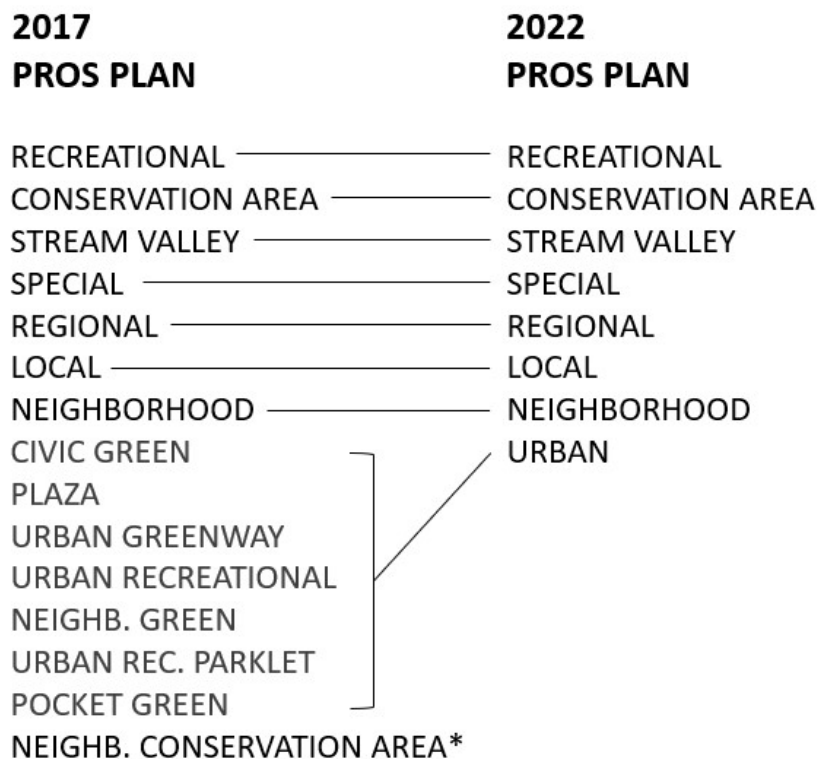 2017
PROS PLAN
RECREATIONAL
CONSERVATION AREA
STREAM VALLEY
SPECIAL
REGIONAL
LOCAL
NEIGHBORHOOD
CIVIC GREEN
PLAZA
URBAN GREENWAY
URBAN RECREATIONAL
NEIGHB. GREEN
URBAN REC. PARKLET
POCKET GREEN
NEIGHB. CONSERVATION AREA*
2022
PROS PLAN
RECREATIONAL
CONSERVATION AREA
STREAM VALLEY
SPECIAL
REGIONAL
LOCAL
NEIGHBORHOOD
URBAN